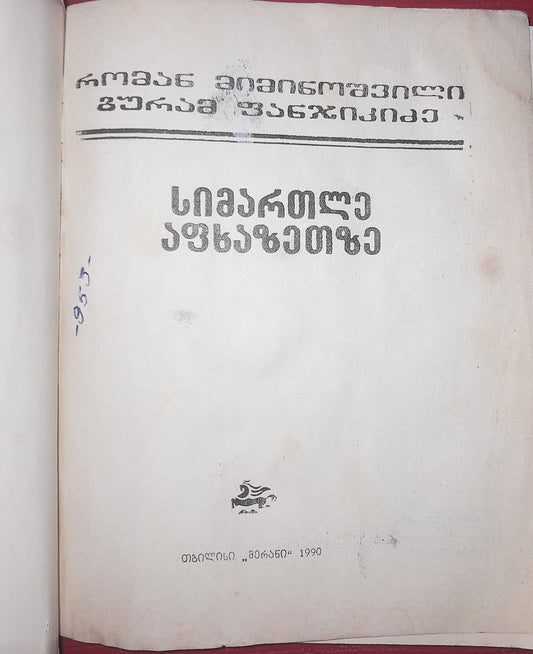 რომან მიმინოშვილი
გურამ ფანჯიკიძე
სიმართლე
აფხაზეთზე
თბილისი „მერანი“ 1990